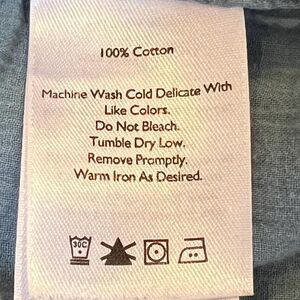 100% Cotton
Machine Wash Cold Delicate With
Like Colors.
Do Not Bleach.
Tumble Dry Low.
Remove Promptly.
Warm Iron As Desired.
30C